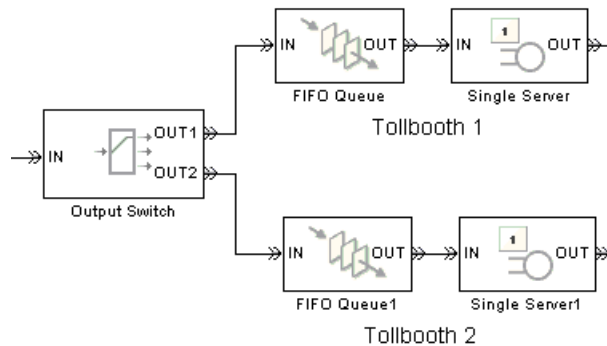 1
1
IN OUT IN OUT
FIFO Queue Single Server
Tollbooth 1
OUT1
IN
OUT2
Output Switch
1
IN OUT IN OUT
FIFO Queue1 Single Server1
Tollbooth 2